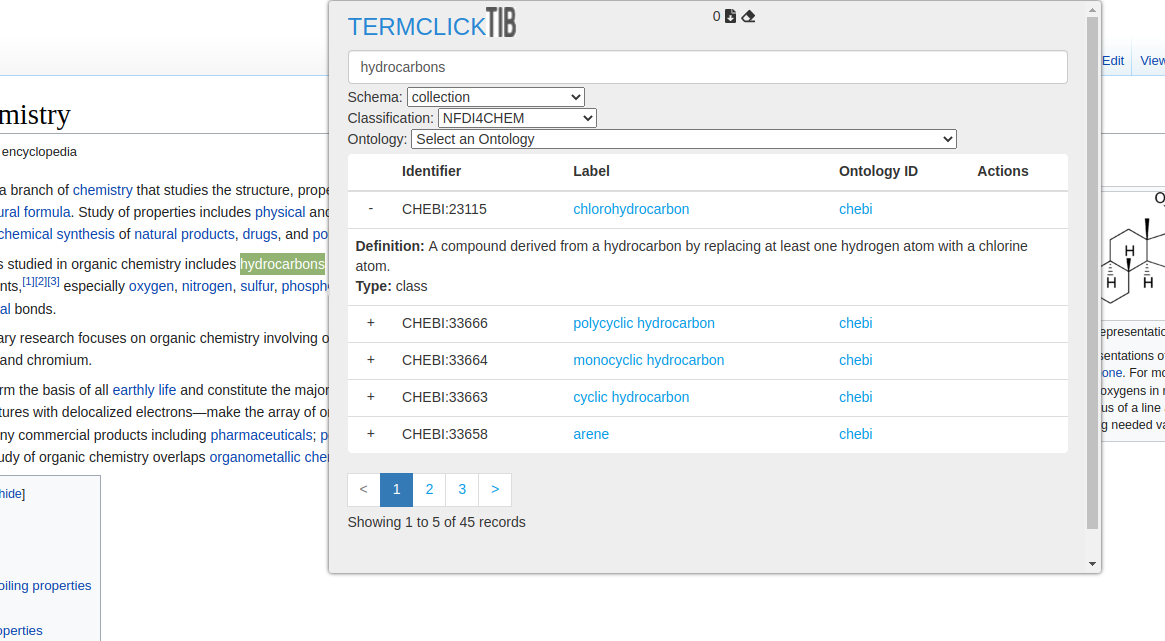 TERMCLICK TIB
0
hydrocarbons
Schema: collection
Classification: NFDI4CHEM
Ontology: Select an Ontology
Identifier Label Ontology ID Actions
- CHEBI:23115 chlorohydrocarbon chebi
Definition: A compound derived from a hydrocarbon by replacing at least one hydrogen atom with a chlorine
atom.
Type: class
+ CHEBI:33666 polycyclic hydrocarbon chebi
+ CHEBI:33664 monocyclic hydrocarbon chebi
+ CHEBI:33663 cyclic hydrocarbon chebi
+ CHEBI:33658 arene chebi
< 1 2 3 >
Showing 1 to 5 of 45 records
mistry
encyclopedia
a branch of chemistry that studies the structure, prope
ural formula. Study of properties includes physical and
chemical synthesis of natural products, drugs, and po
s studied in organic chemistry includes hydrocarbons
nts,[1][2][3] especially oxygen, nitrogen, sulfur, phosph
al bonds.
ary research focuses on organic chemistry involving o
and chromium.
rm the basis of all earthly life and constitute the major
tures with delocalized electrons—make the array of or
ny commercial products including pharmaceuticals; p
udy of organic chemistry overlaps organometallic che
hide]
oiling properties
operties
Edit View
O
H
H H
epresentatio
sentations of
one. For mo
oxygens in
us of a line
g needed va